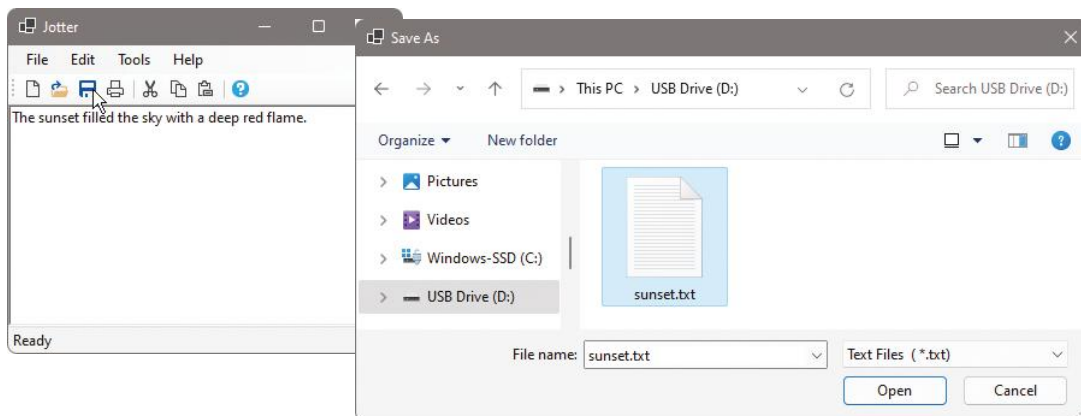 Jotter
File Edit Tools Help
The sunset filled the sky with a deep red flame.
Ready
Save As
This PC > USB Drive (D:)
Search USB Drive (D:)
Organize New folder
Pictures
Videos
Windows-SSD (C:)
USB Drive (D:)
sunset.txt
File name: sunset.txt
Text Files ( *.txt)
Open Cancel